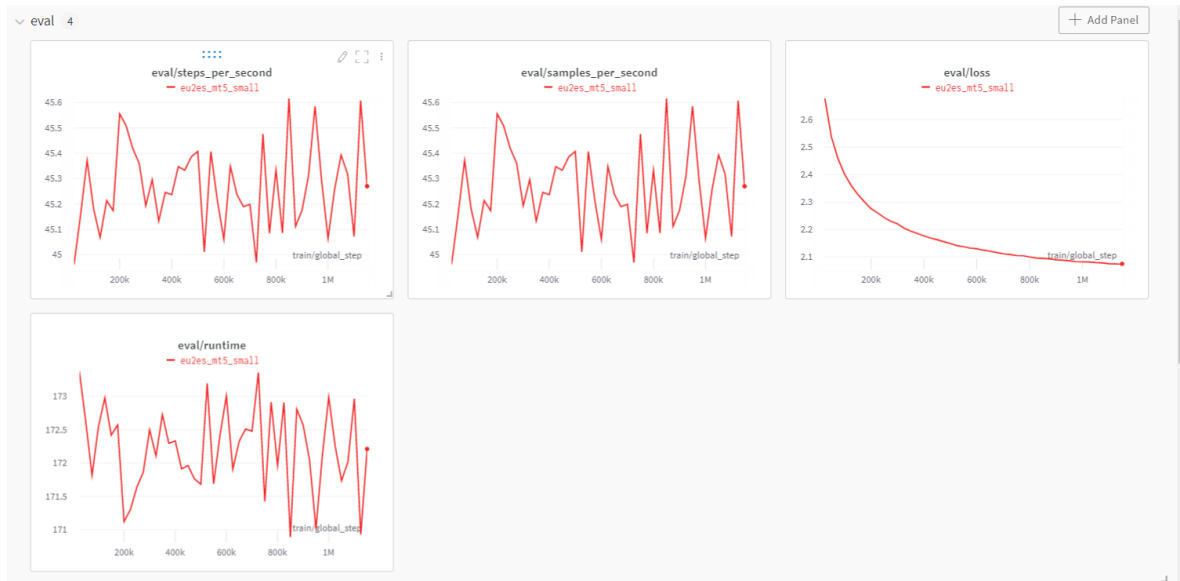 eval 4
Add Panel
eval/steps_per_second
eu2es_mt5_small
45.6
45.5
45.4
45.3
45.2
45.1
45
train/global_step
200k 400k 600k 800k 1M
eval/samples_per_second
eu2es_mt5_small
45.6
45.5
45.4
45.3
45.2
45.1
45
train/global_step
200k 400k 600k 800k 1M
eval/loss
eu2es_mt5_small
2.6
2.5
2.4
2.3
2.2
2.1
train/global_step
200k 400k 600k 800k 1M
eval/runtime
eu2es_mt5_small
173
172.5
172
171.5
171
train/global_step
200k 400k 600k 800k 1M